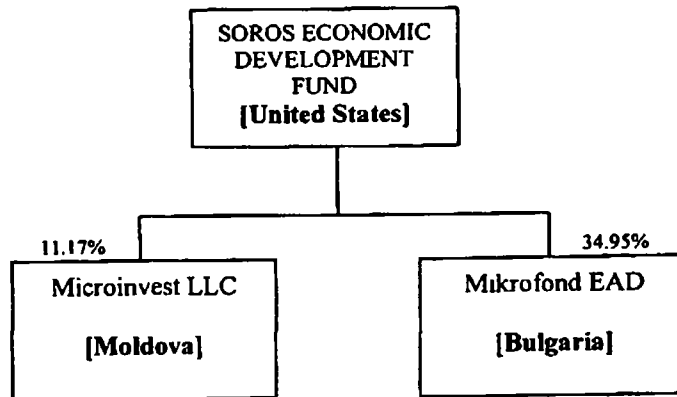 SOROS ECONOMIC
DEVELOPMENT
FUND
[United States]
11.17%
34.95%
Microinvest LLC
[Moldova]
Mikrofond EAD
[Bulgaria]